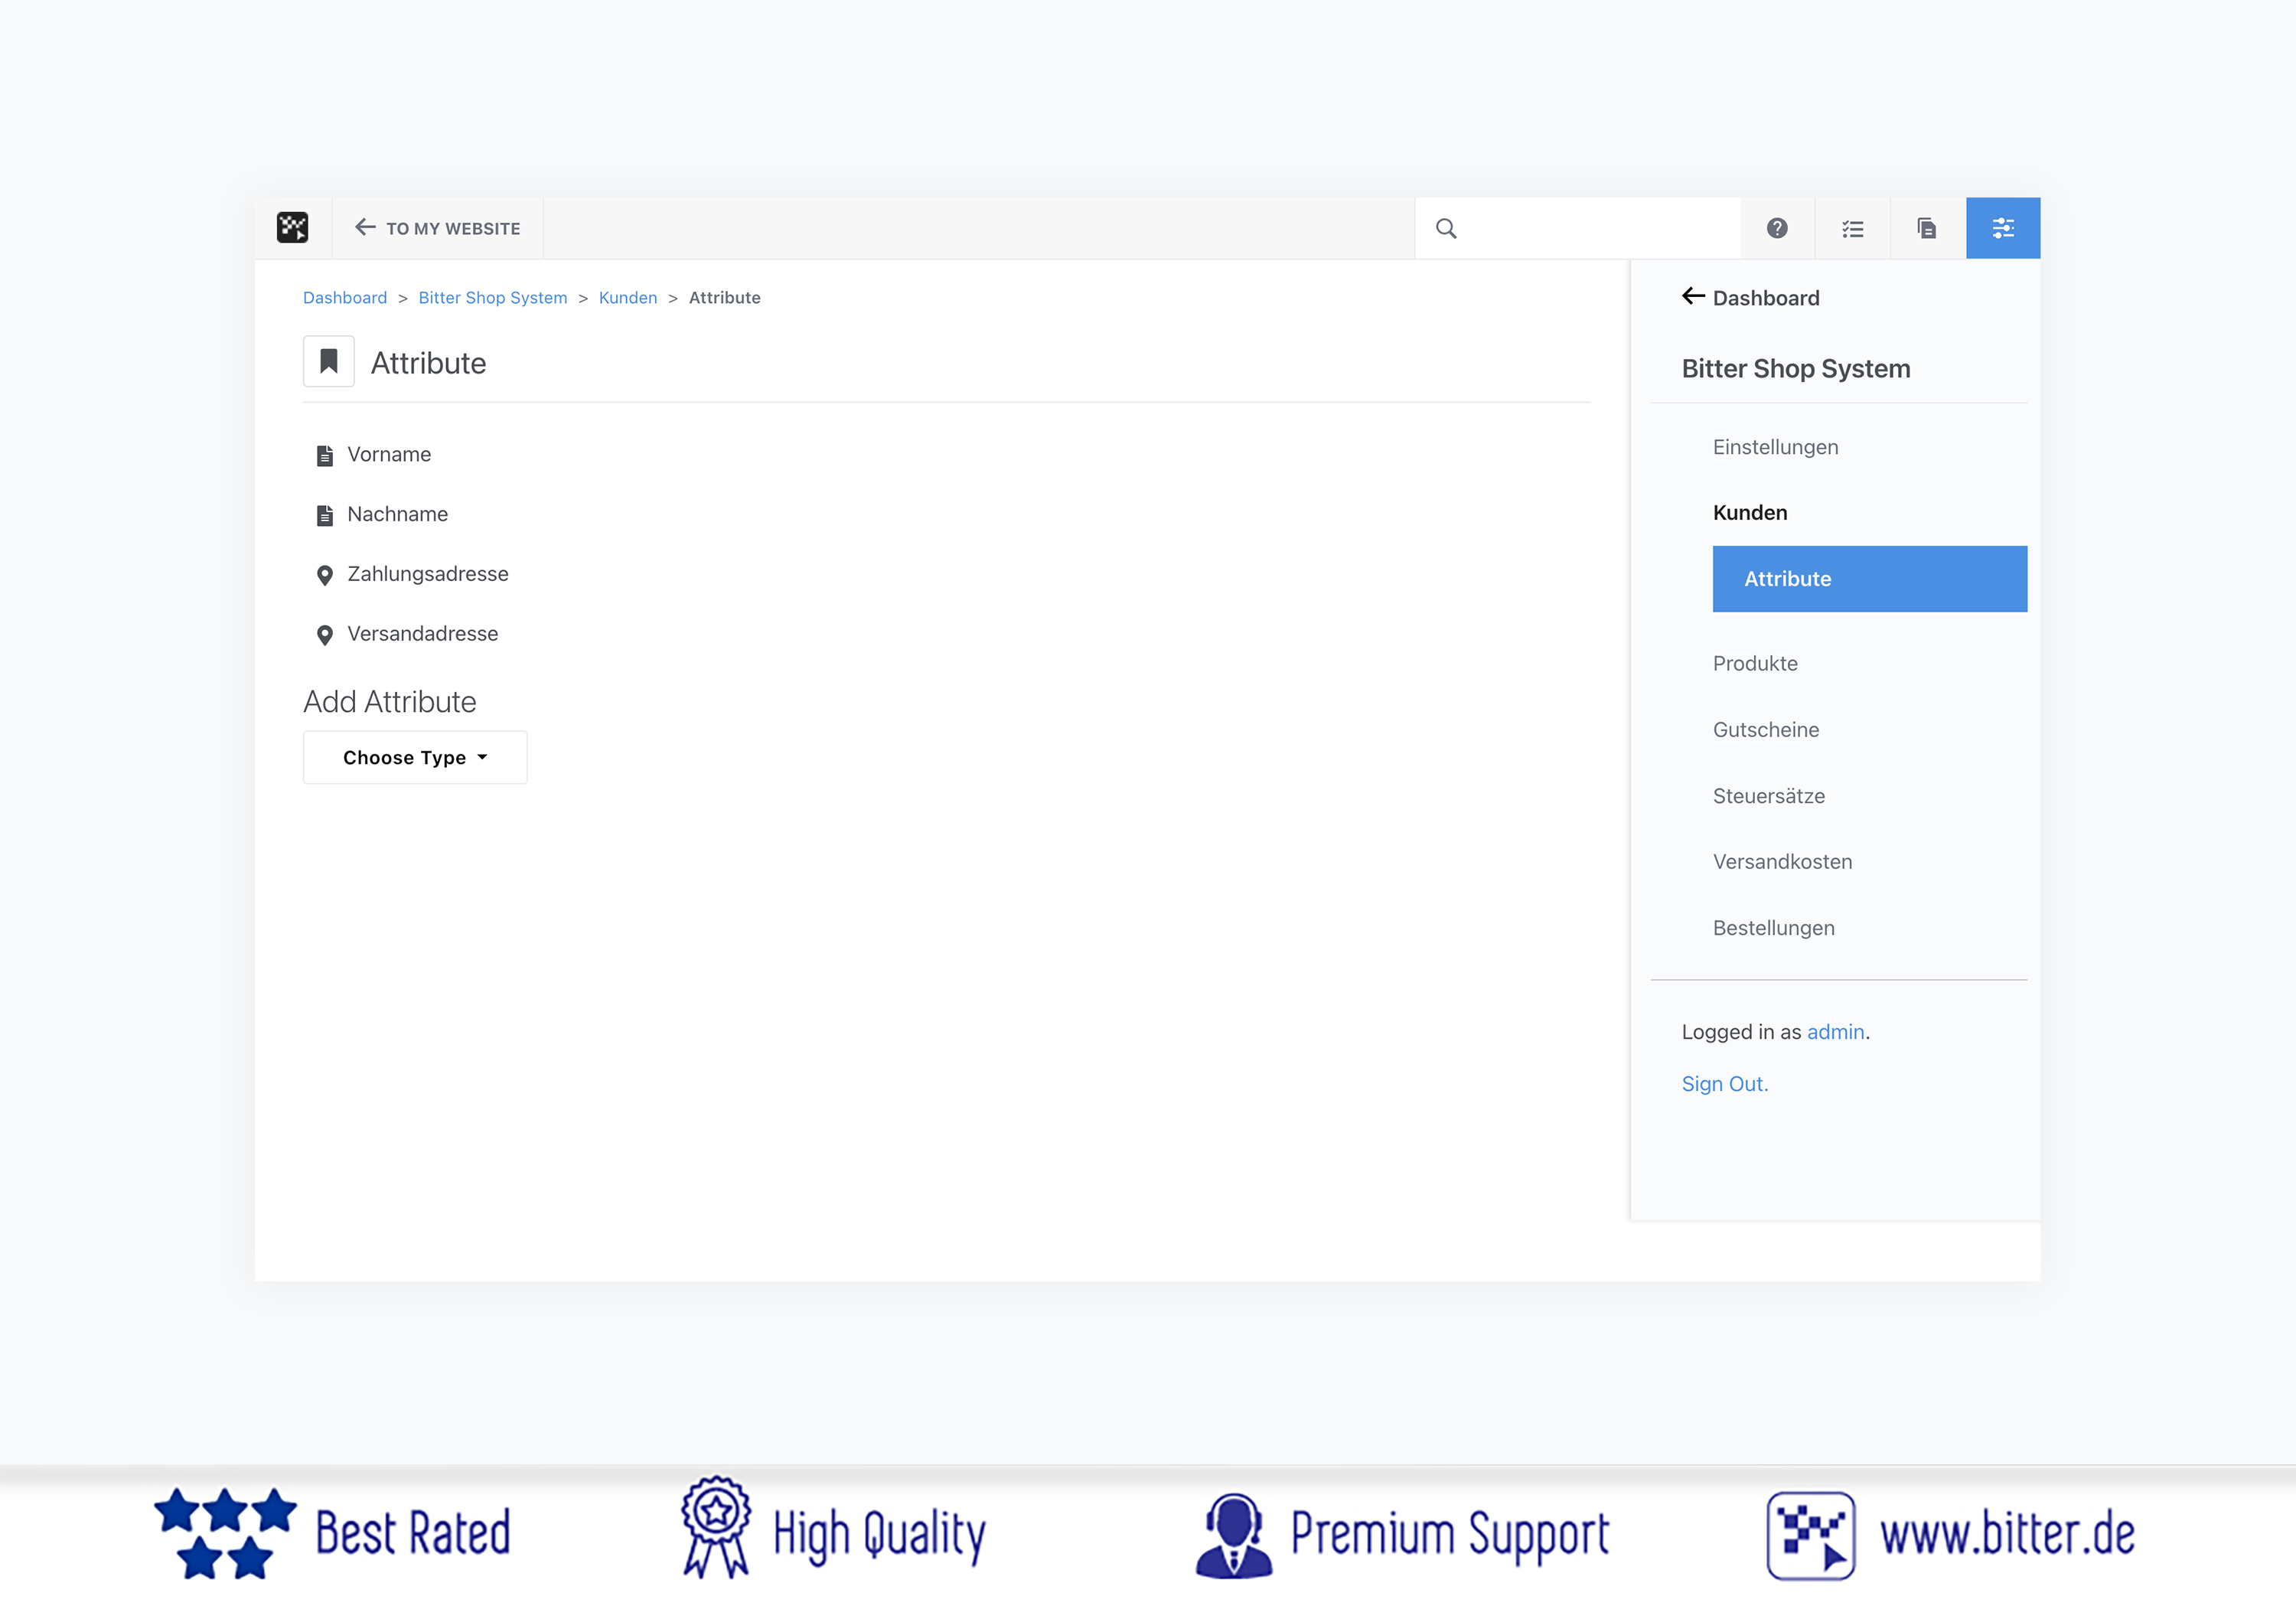 TO MY WEBSITE
Dashboard > Bitter Shop System > Kunden > Attribute
Attribute
Vorname
Nachname
Zahlungsadresse
Versandadresse
Add Attribute
Choose Type
Dashboard
Bitter Shop System
Einstellungen
Kunden
Attribute
Produkte
Gutscheine
Steuersätze
Versandkosten
Bestellungen
Logged in as admin.
Sign Out.
Best Rated
High Quality
Premium Support
www.bitter.de